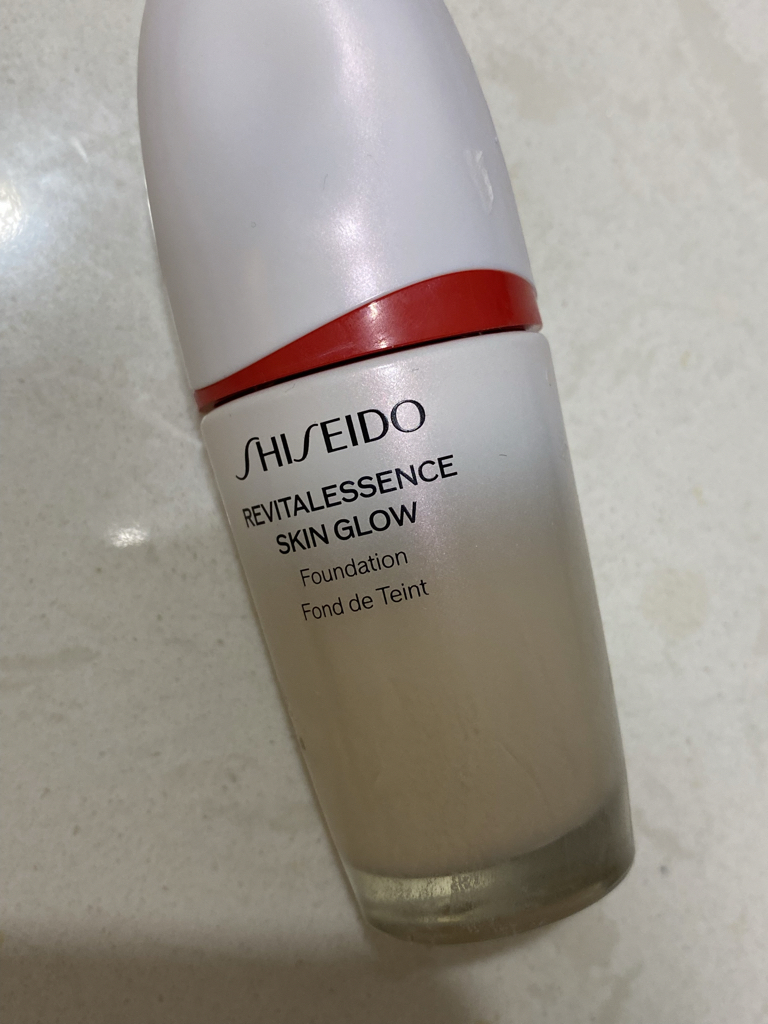 SHISEIDO
REVITALESSENCE
SKIN GLOW
Foundation
Fond de Teint